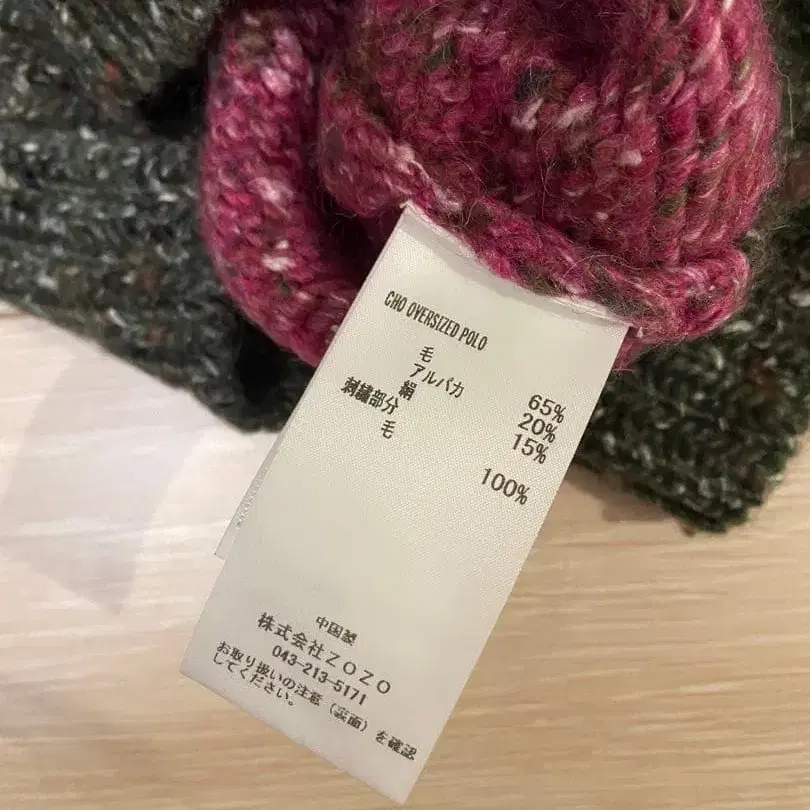 CHO OVERSIZED POLO
毛 65%
アルパカ 20%
絹 15%
刺繍部分
毛 100%
中国製
株式会社ZOZO
043-213-5171
お取り扱いの注意(裏面)を確認
してください。